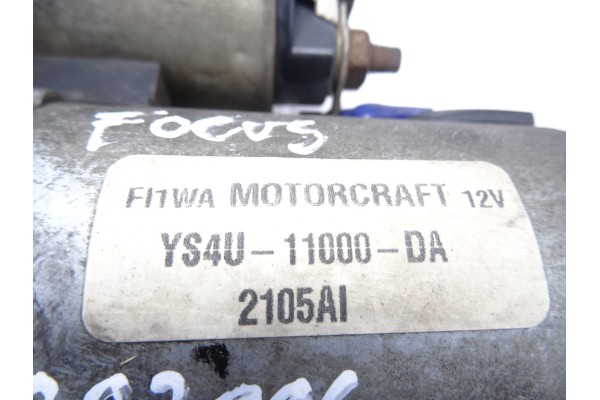 FOCUS
FI1WA MOTORCRAFT 12V
YS4U-11000-DA
2105AI